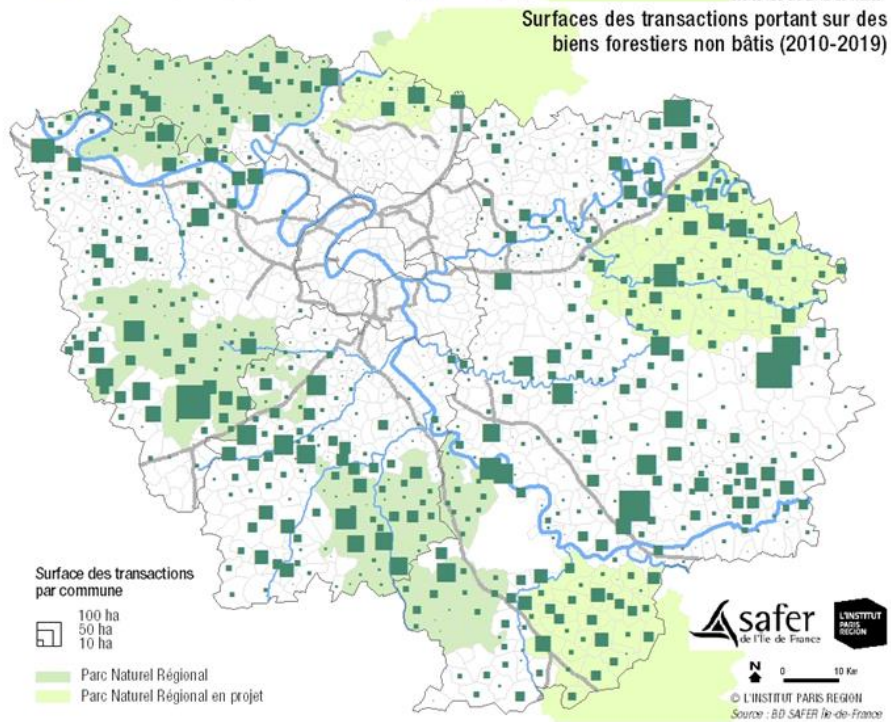 Surfaces des transactions portant sur des
biens forestiers non bâtis (2010-2019)
Surface des transactions
par commune
100 ha
50 ha
10 ha
Parc Naturel Régional
Parc Naturel Régional en projet
safer
de l'Ile de France
L'INSTITUT
PARIS
REGION
N
0 10 Km
© L'INSTITUT PARIS REGION
Source : BD SAFER Île-de-France